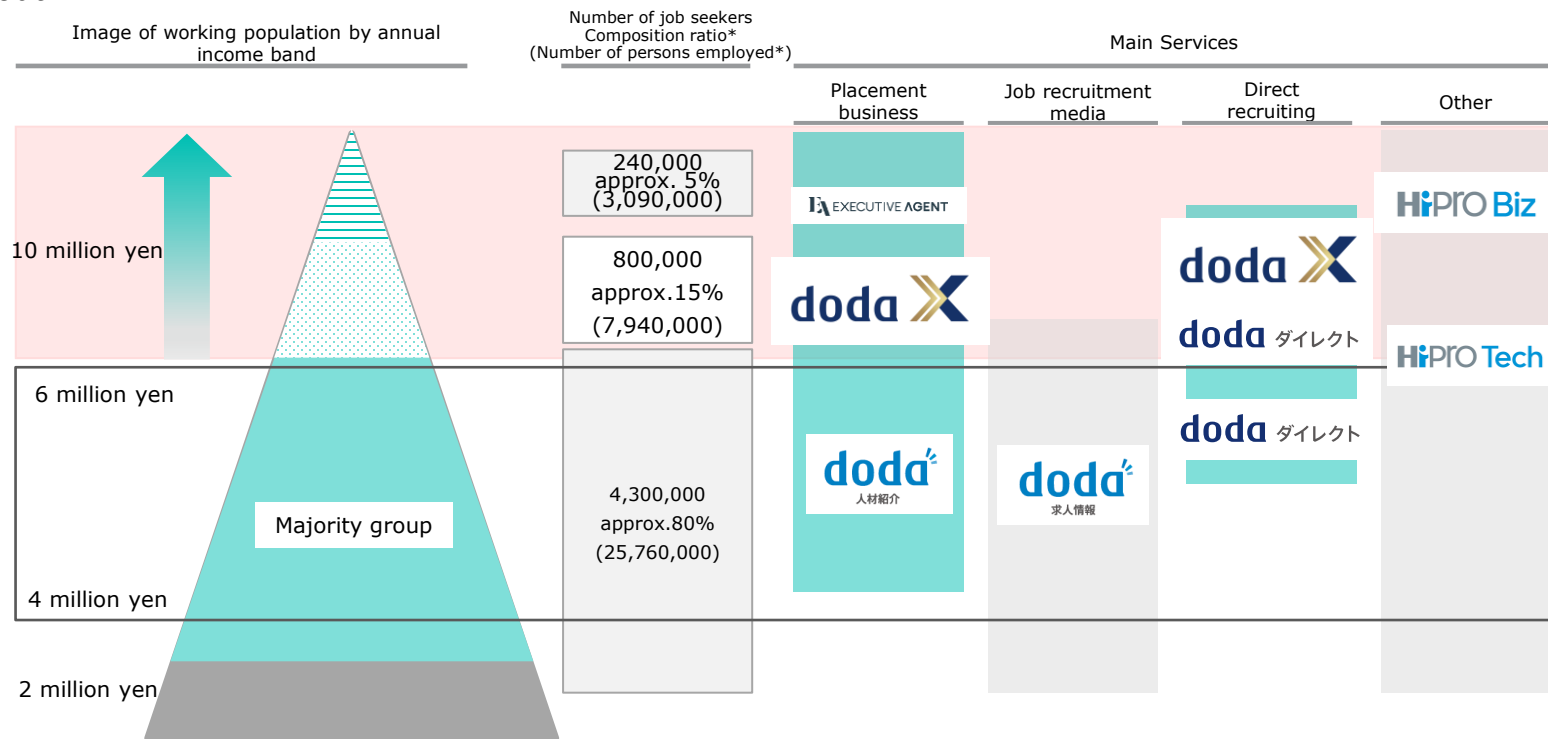 Image of working population by annual
income band
Number of job seekers
Composition ratio*
(Number of persons employed*)
Main Services
Placement
business
Job recruitment
media
Direct
recruiting
Other
10 million yen
6 million yen
4 million yen
2 million yen
Majority group
240,000
approx. 5%
(3,090,000)
800,000
approx.15%
(7,940,000)
4,300,000
approx.80%
(25,760,000)
EA EXECUTIVE AGENT
doda X
doda
人材紹介
doda
求人情報
doda X
doda ダイレクト
doda ダイレクト
HiPRO Biz
HiPRO Tech